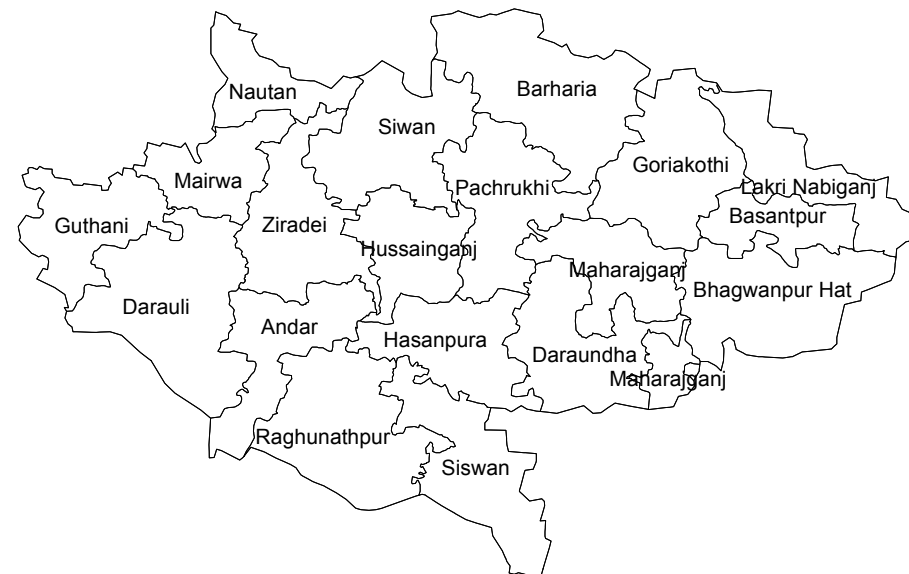 Nautan
Barharia
Siwan
Goriakothi
Mairwa
Pachrukhi
Lakri Nabiganj
Basantpur
Guthani
Ziradei
Hussainganj
Maharajganj
Bhagwanpur Hat
Darauli
Andar
Hasanpura
Daraundha
Maharajganj
Raghunathpur
Siswan